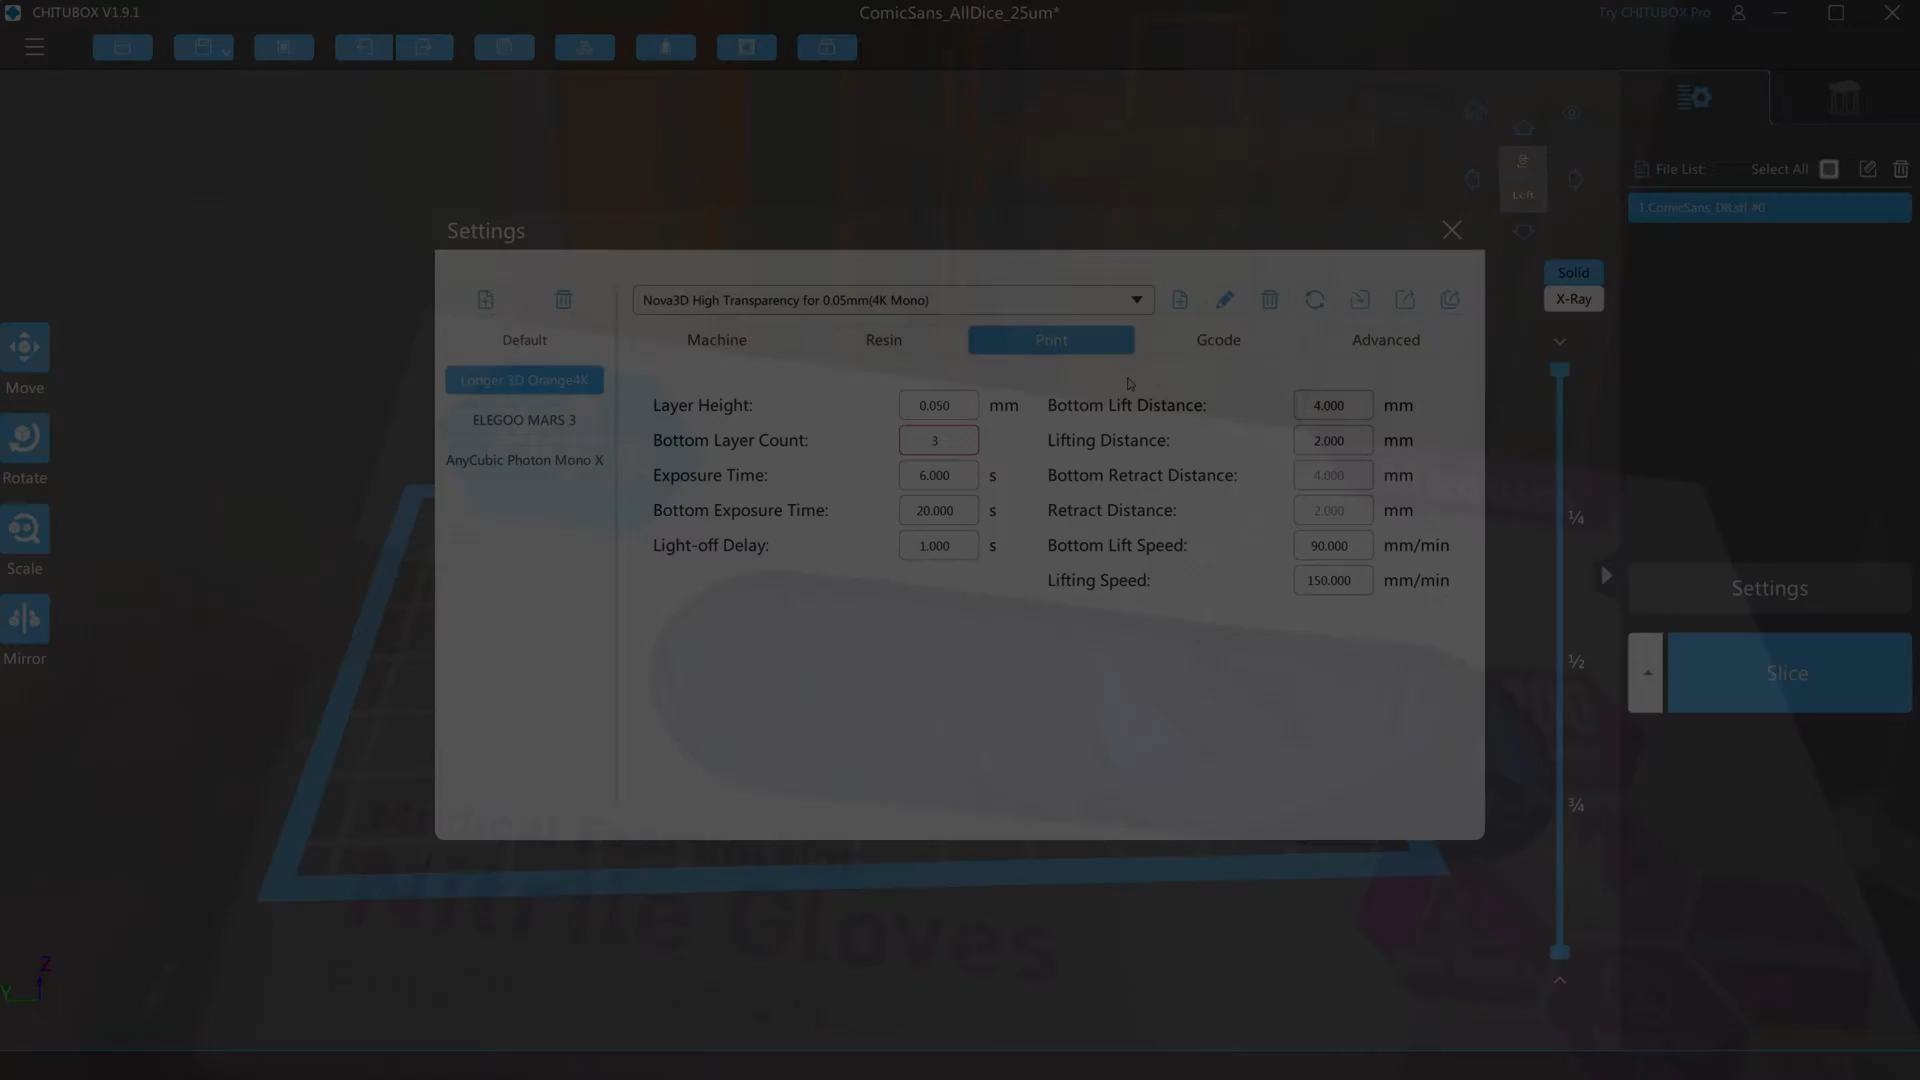 CHITUBOX V1.9.1
ComicSans_AllDice_25um*
Try CHITUBOX Pro
File List:
Select All
1.ComicSans_D8.stl #0
Left
Solid
X-Ray
Settings
Nova3D High Transparency for 0.05mm(4K Mono)
Default
Machine
Resin
Print
Gcode
Advanced
Longer 3D Orange4K
ELEGOO MARS 3
AnyCubic Photon Mono X
Layer Height: 0.050 mm
Bottom Layer Count: 3
Exposure Time: 6.000 s
Bottom Exposure Time: 20.000 s
Light-off Delay: 1.000 s
Bottom Lift Distance: 4.000 mm
Lifting Distance: 2.000 mm
Bottom Retract Distance: 4.000 mm
Retract Distance: 2.000 mm
Bottom Lift Speed: 90.000 mm/min
Lifting Speed: 150.000 mm/min
Move
Rotate
Scale
Mirror
¼
½
¾
Settings
Slice
Nitrile Gloves
Z
Y